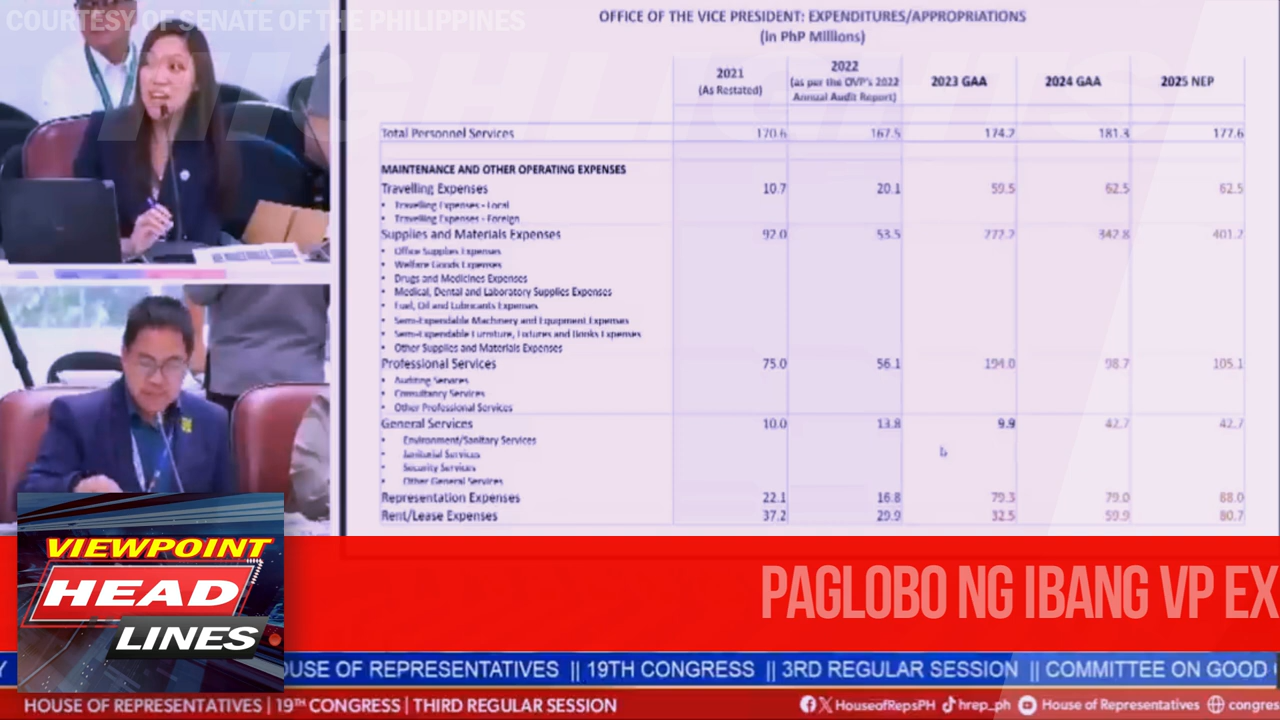 COURTESY OF SENATE OF THE PHILIPPINES
HIGHLIGHTS
OFFICE OF THE VICE PRESIDENT: EXPENDITURES/APPROPRIATIONS
(in PhP Millions)
2021 (As Restated) 2022 (as per the OVP's 2022 Annual Audit Report) 2023 GAA 2024 GAA 2025 NEP
Total Personnel Services 170.6 167.5 174.2 181.3 177.6
MAINTENANCE AND OTHER OPERATING EXPENSES
Travelling Expenses 10.7 20.1 59.5 62.5 62.5
• Travelling Expenses - Local
• Travelling Expenses - Foreign
Supplies and Materials Expenses 92.0 53.5 277.2 342.8 401.2
• Office Supplies Expenses
• Welfare Goods Expenses
• Drugs and Medicines Expenses
• Medical, Dental and Laboratory Supplies Expenses
• Fuel, Oil and Lubricants Expenses
• Semi-Expendable Machinery and Equipment Expenses
• Semi-Expendable Furniture, Fixtures and Books Expenses
• Other Supplies and Materials Expenses
Professional Services 75.0 56.1 194.0 98.7 105.1
• Auditing Services
• Consultancy Services
• Other Professional Services
General Services 10.0 13.8 9.9 42.7 42.7
• Environment/Sanitary Services
• Janitorial Services
• Security Services
• Other General Services
Representation Expenses 22.1 16.8 79.3 79.0 88.0
Rent/Lease Expenses 37.2 29.9 32.5 59.9 80.7
VIEWPOINT
HEAD
LINES
PAGLOBO NG IBANG VP EX
Y OUSE OF REPRESENTATIVES || 19TH CONGRESS || 3RD REGULAR SESSION || COMMITTEE ON GOOD
HOUSE OF REPRESENTATIVES | 19TH CONGRESS | THIRD REGULAR SESSION HouseofRepsPH hrep_ph House of Representatives congres